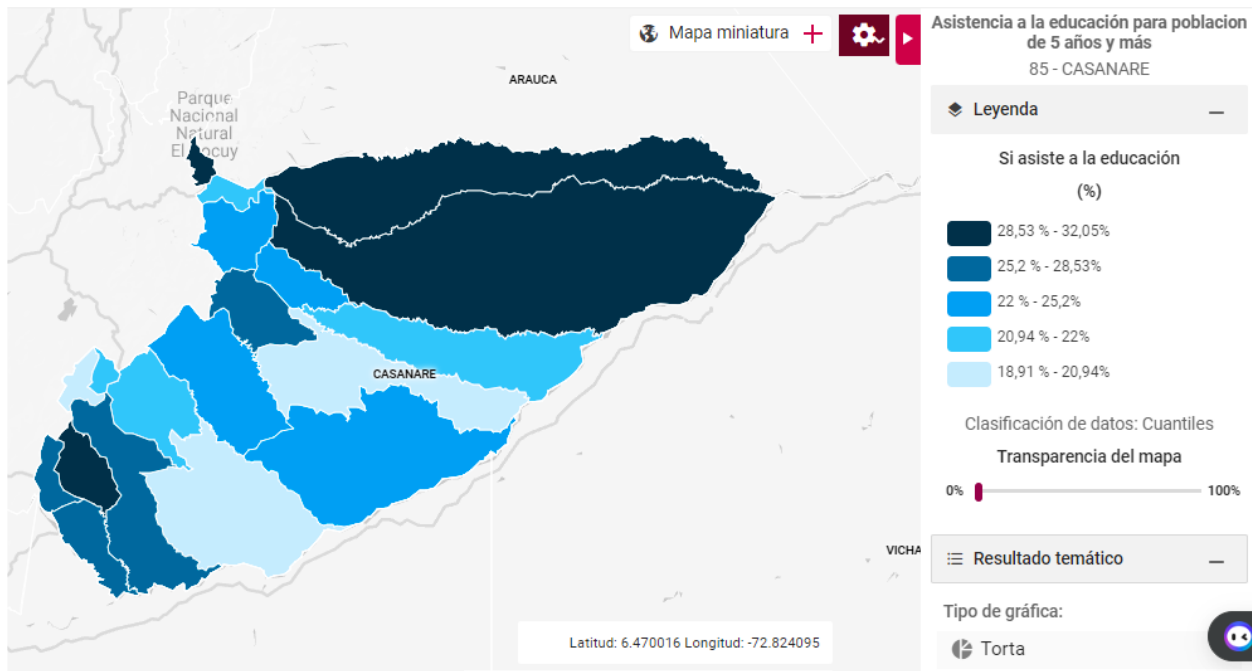 Mapa miniatura
ARAUCA
Parque
Nacional
Natural
El Cocuy
CASANARE
VICHA
Latitud: 6.470016 Longitud: -72.824095
Asistencia a la educación para poblacion
de 5 años y más
85 - CASANARE
Leyenda
Si asiste a la educación
(%)
28,53 % - 32,05%
25,2 % - 28,53%
22 % - 25,2%
20,94 % - 22%
18,91 % - 20,94%
Clasificación de datos: Cuantiles
Transparencia del mapa
0% 100%
Resultado temático
Tipo de gráfica:
Torta